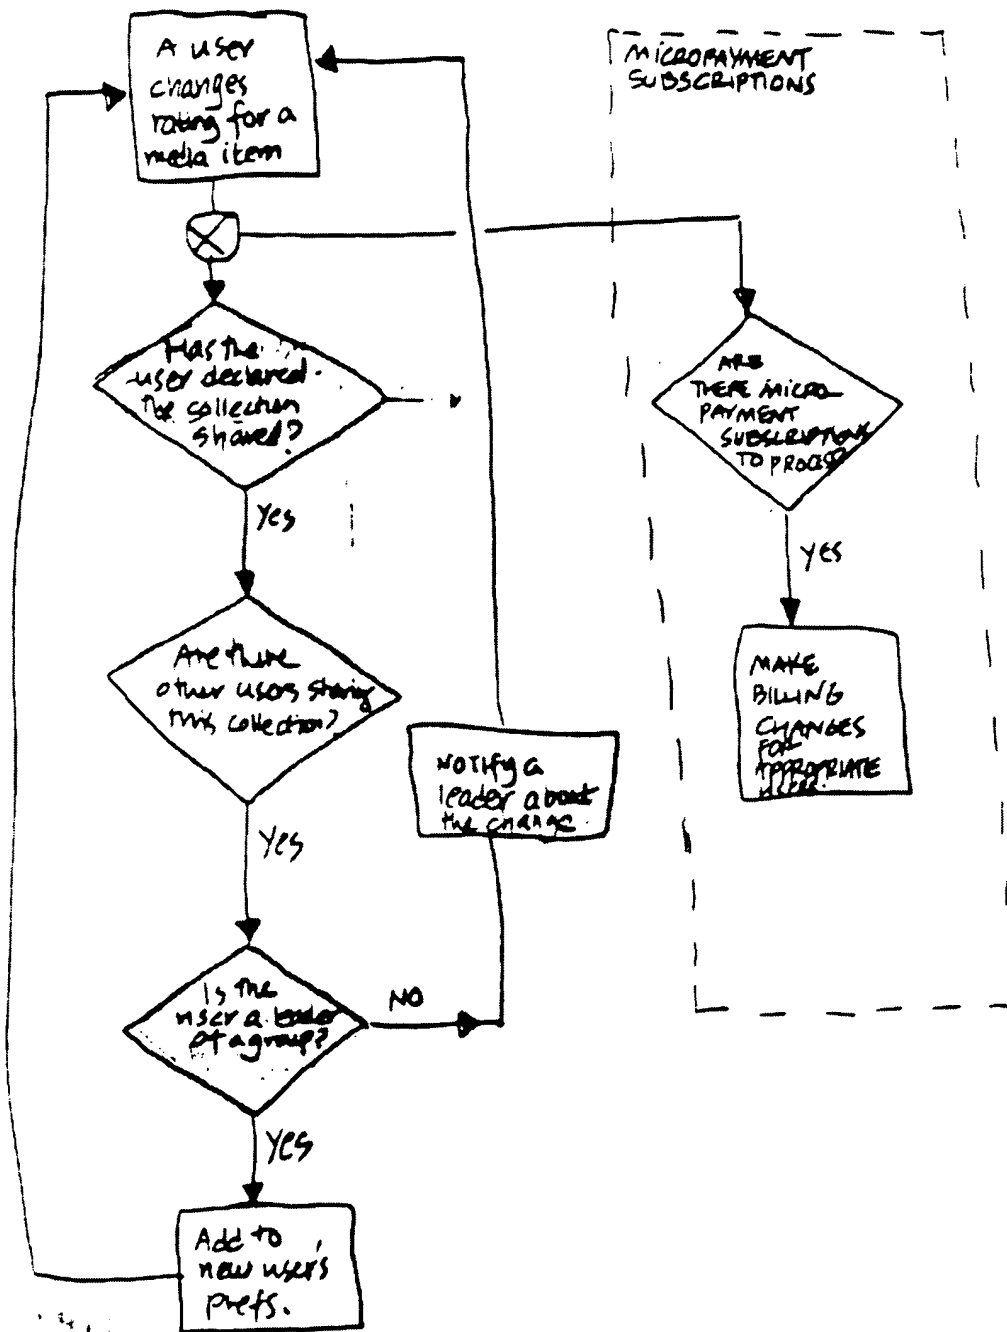 A user
changes
rating for a
media item
MICROPAYMENT
SUBSCRIPTIONS
Has the
user declared
the collection
shared?
ARE
THERE MICRO
PAYMENT
SUBSCRIPTIONS
TO PROCESS?
Yes
YES
Are there
other users sharing
this collection?
MAKE
BILLING
CHANGES
FOR
APPROPRIATE
USER.
NOTIFY a
leader about
the change
Yes
Is the
user a leader
of a group?
NO
Yes
Add to
new user's
prefs.